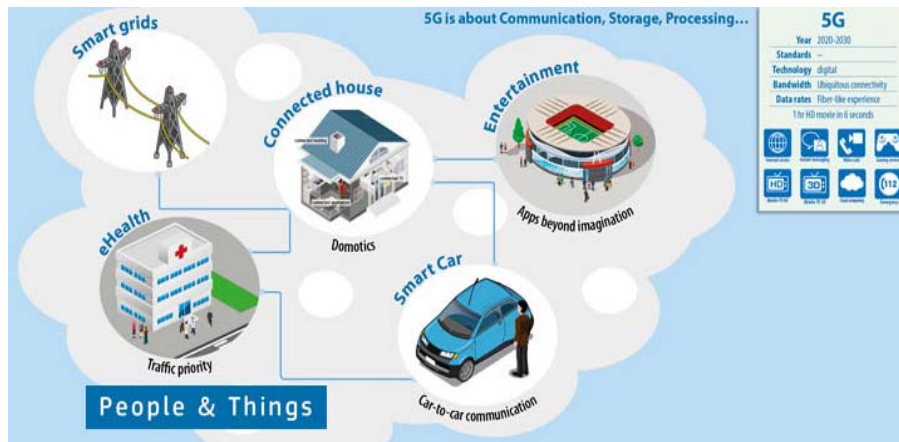 5G is about Communication, Storage, Processing...
5G
Year 2020-2030
Standards –
Technology digital
Bandwidth Ubiquitous connectivity
Data rates Fiber-like experience
1 hr HD movie in 6 seconds
HD
3D
112
Smart grids
Connected house
Domotics
Entertainment
Apps beyond imagination
eHealth
Traffic priority
Smart Car
Car-to-car communication
People & Things